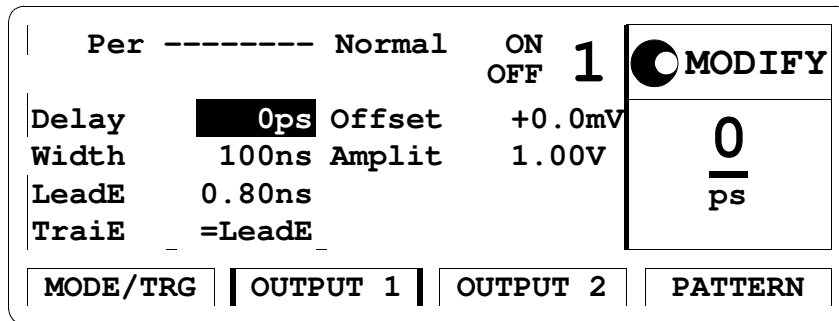 Per -------- Normal ON
OFF 1
MODIFY
Delay 0ps Offset +0.0mV
Width 100ns Amplit 1.00V
LeadE 0.80ns
TraiE =LeadE
0
ps
MODE/TRG OUTPUT 1 OUTPUT 2 PATTERN